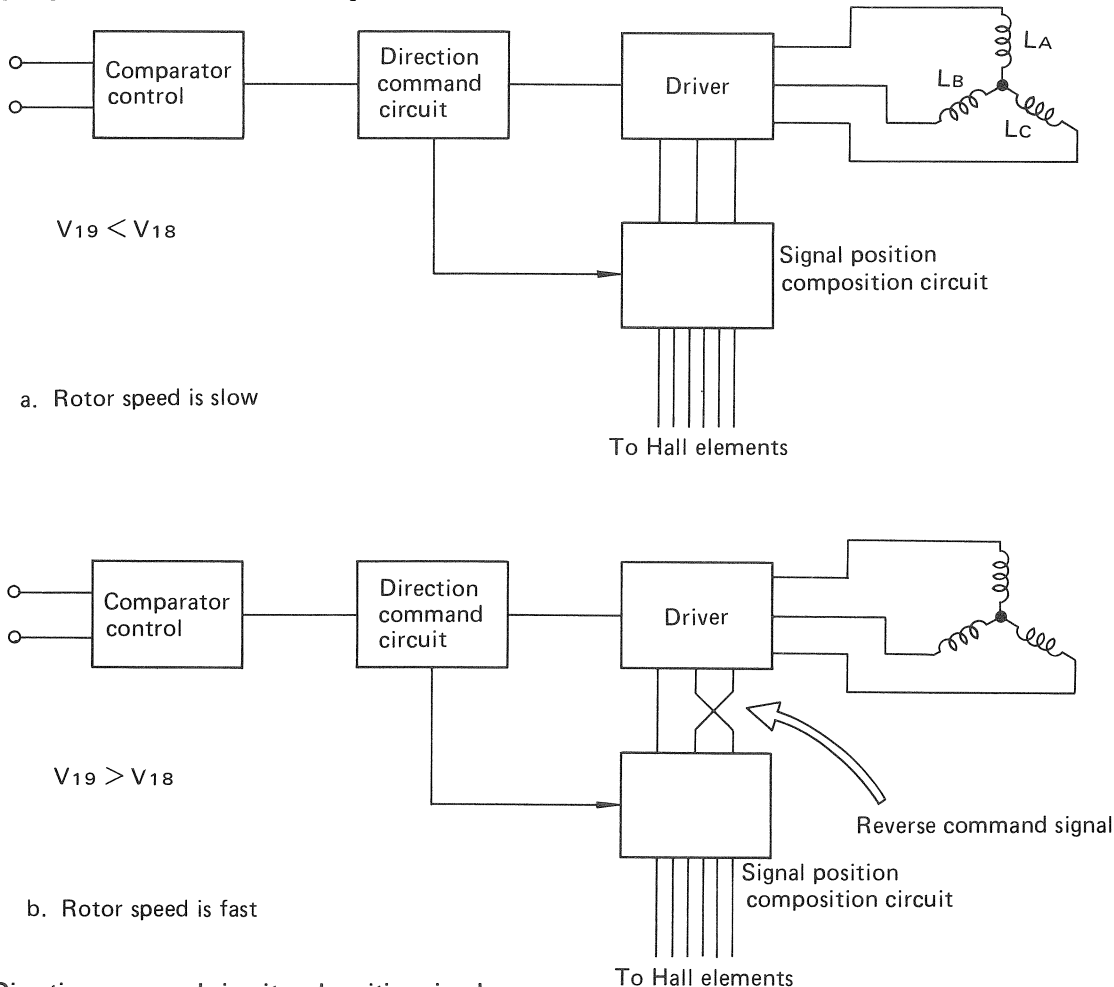 Comparator
control
Direction
command
circuit
Driver
LA
LB
LC
V19 < V18
Signal position
composition circuit
a. Rotor speed is slow
To Hall elements
Comparator
control
Direction
command
circuit
Driver
V19 > V18
Reverse command signal
Signal position
composition circuit
b. Rotor speed is fast
To Hall elements